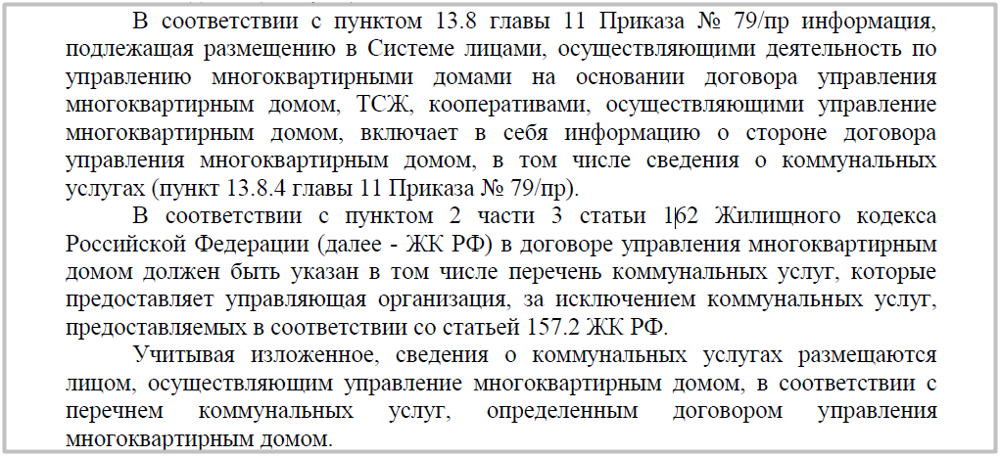 В соответствии с пунктом 13.8 главы 11 Приказа № 79/пр информация,
подлежащая размещению в Системе лицами, осуществляющими деятельность по
управлению многоквартирными домами на основании договора управления
многоквартирным домом, ТСЖ, кооперативами, осуществляющими управление
многоквартирным домом, включает в себя информацию о стороне договора
управления многоквартирным домом, в том числе сведения о коммунальных
услугах (пункт 13.8.4 главы 11 Приказа № 79/пр).
В соответствии с пунктом 2 части 3 статьи 162 Жилищного кодекса
Российской Федерации (далее - ЖК РФ) в договоре управления многоквартирным
домом должен быть указан в том числе перечень коммунальных услуг, которые
предоставляет управляющая организация, за исключением коммунальных услуг,
предоставляемых в соответствии со статьей 157.2 ЖК РФ.
Учитывая изложенное, сведения о коммунальных услугах размещаются
лицом, осуществляющим управление многоквартирным домом, в соответствии с
перечнем коммунальных услуг, определенным договором управления
многоквартирным домом.